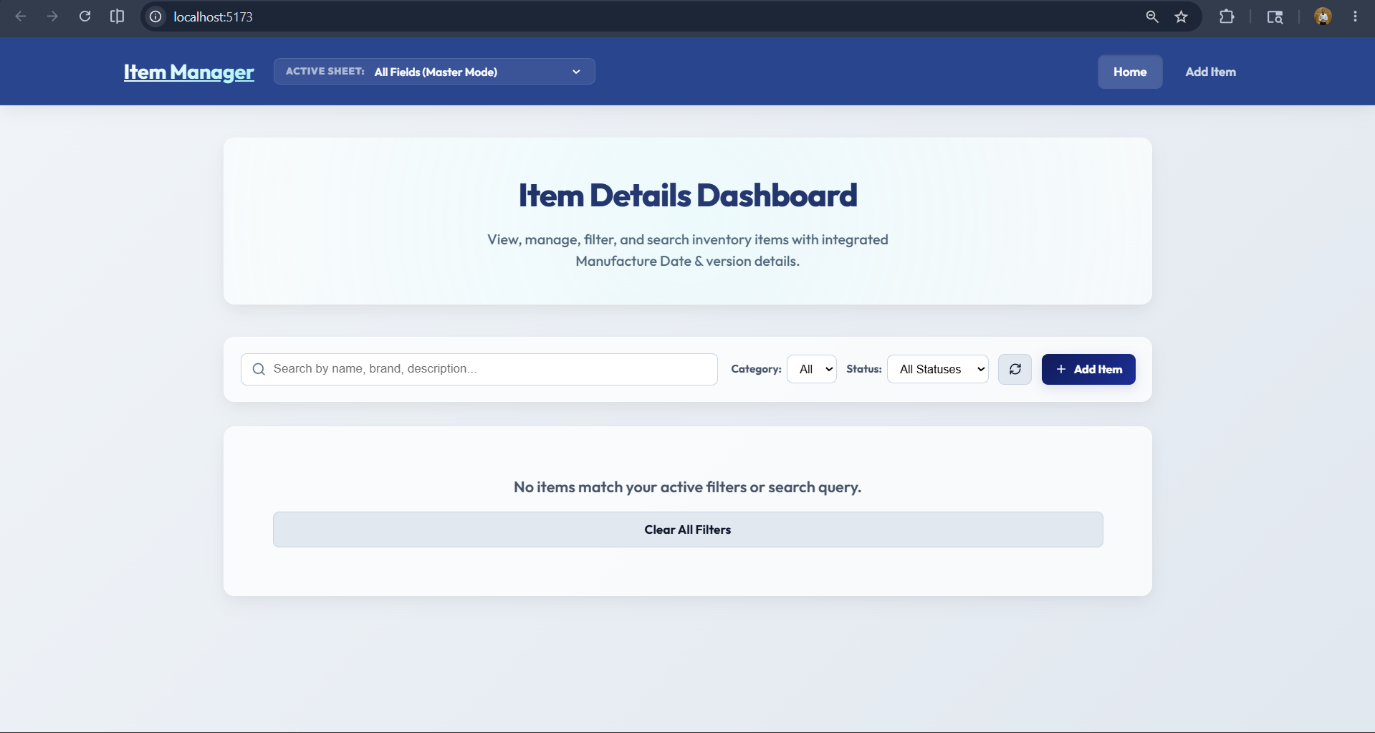 localhost:5173
Item Manager
ACTIVE SHEET: All Fields (Master Mode)
Home
Add Item
Item Details Dashboard
View, manage, filter, and search inventory items with integrated
Manufacture Date & version details.
Search by name, brand, description...
Category: All
Status: All Statuses
+ Add Item
No items match your active filters or search query.
Clear All Filters